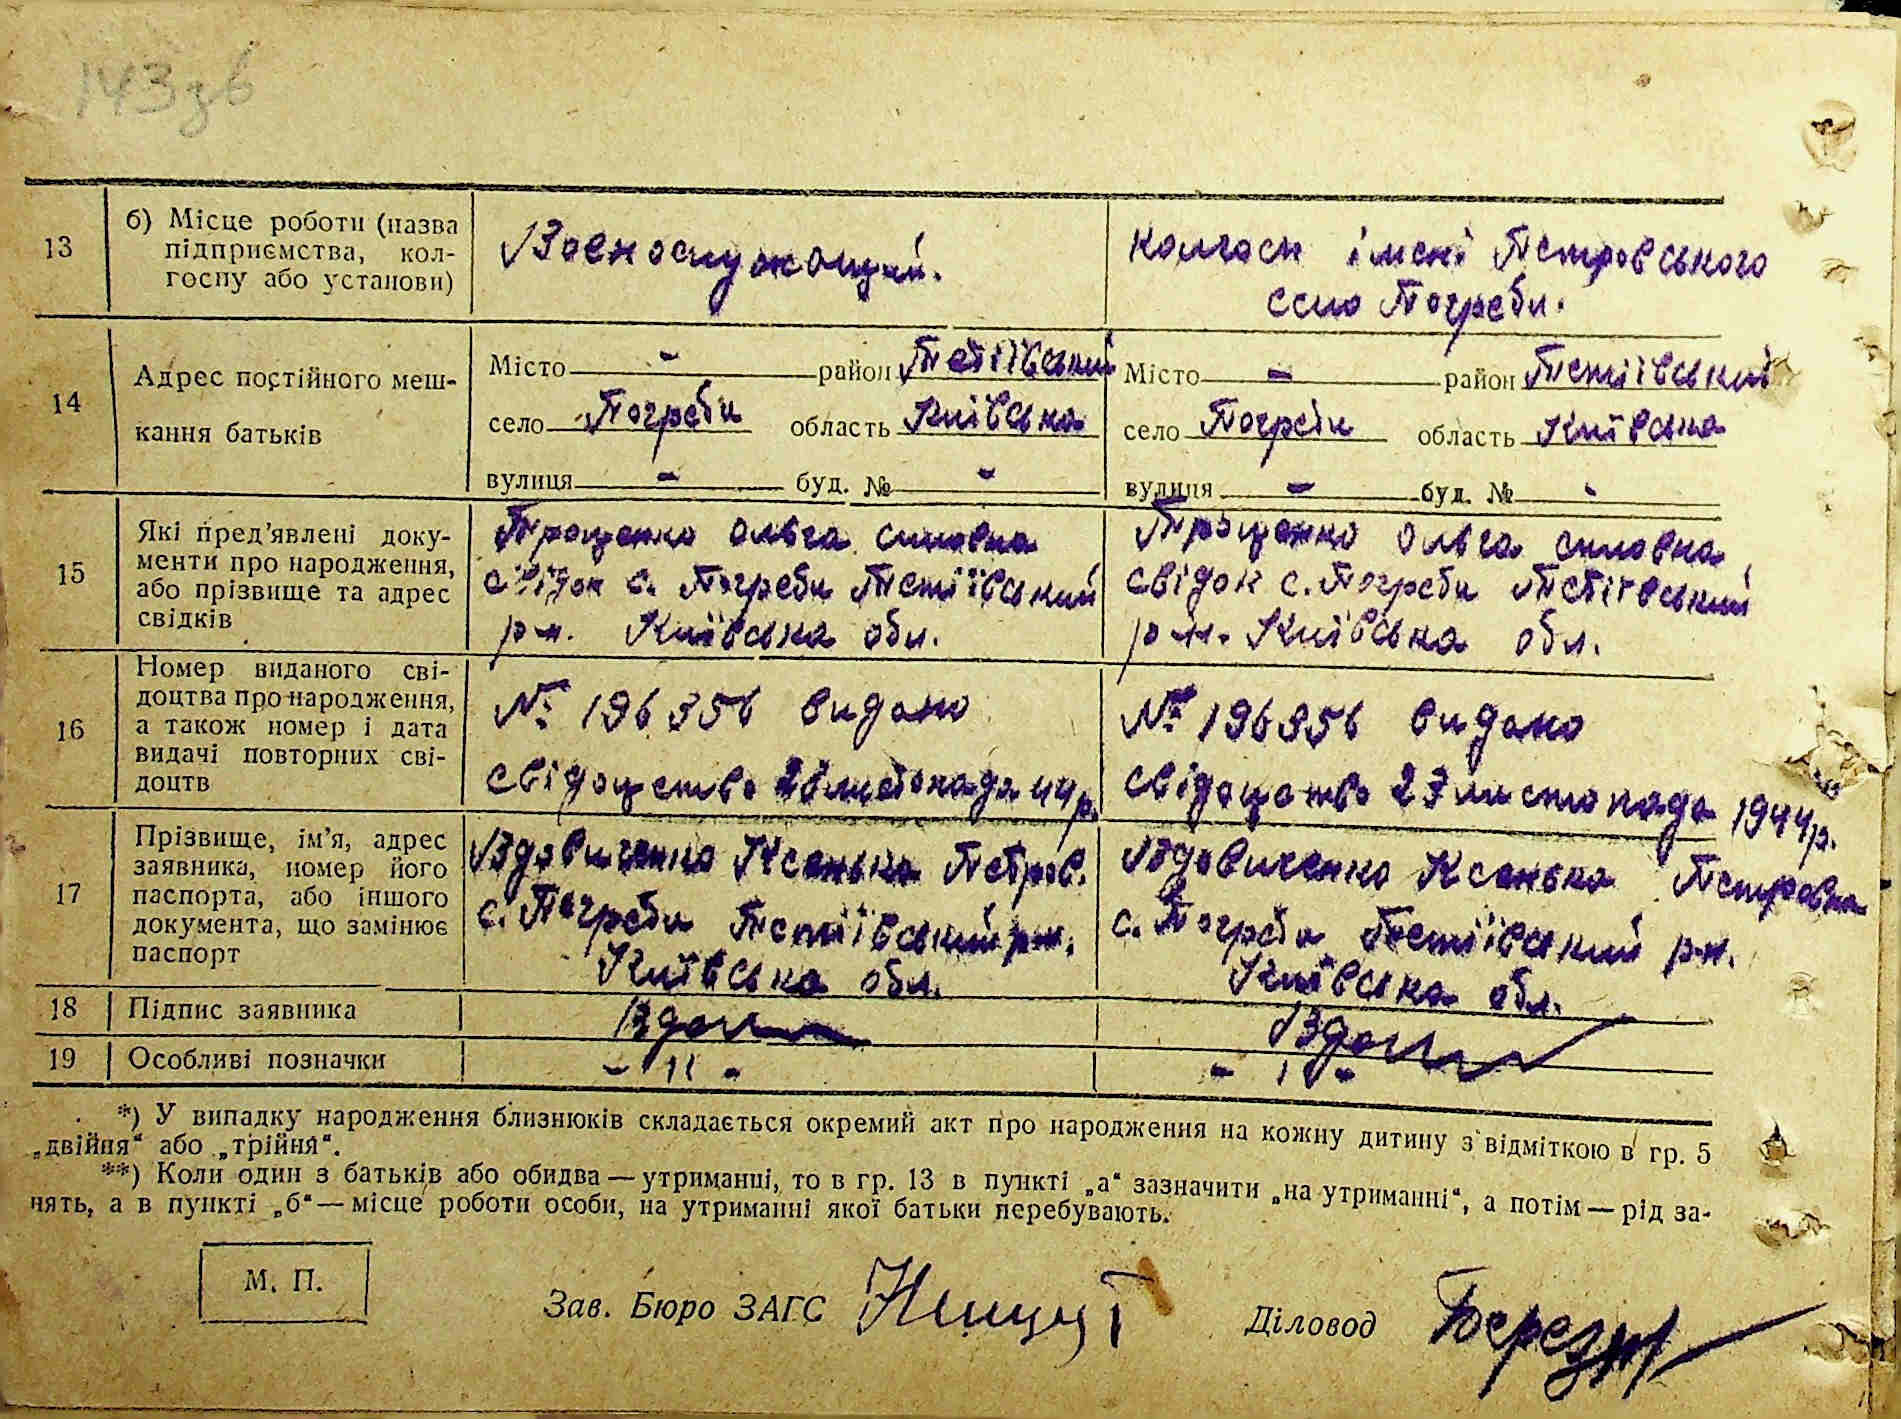 143зв
13
б) Місце роботи (назва
підприємства, кол-
госпу або установи)
Военнослужащий.
колгосп імені Петровського
село Погреби.
14
Адрес постійного меш-
кання батьків
Місто - район Тетіївський
село Погреби область Київська
вулиця - буд. № -
Місто - район Тетіївський
село Погреби область Київська
вулиця - буд. № -
15
Які пред'явлені доку-
менти про народження,
або прізвище та адрес
свідків
Трощенко Ольга
свідок с. Погреби Тетіївський
р-н. Київська обл.
Трощенко Ольга
свідок с. Погреби Тетіївський
р-н. Київська обл.
16
Номер виданого сві-
доцтва про народження,
а також номер і дата
видачі повторних сві-
доцтв
№ 196356 видано
свідоцтво листопада 44 р.
№ 196356 видано
свідоцтво 27 листопада 1944 р.
17
Прізвище, ім'я, адрес
заявника, номер його
паспорта, або іншого
документа, що замінює
паспорт
Вдовиченко Ксенька Петров.
с. Погреби Тетіївський р-н.
Київська обл.
Вдовиченко Ксенька Петровна
с. Погреби Тетіївський р-н.
Київська обл.
18
Підпис заявника
19
Особливі позначки
- 11 -
*) У випадку народження близнюків складається окремий акт про народження на кожну дитину з відміткою в гр. 5
„двійня“ або „трійня“.
**) Коли один з батьків або обидва — утриманці, то в гр. 13 в пункті „а“ зазначити „на утриманні“, а потім — рід за-
нять, а в пункті „б“ — місце роботи особи, на утриманні якої батьки перебувають.
М. П.
Зав. Бюро ЗАГС
Діловод